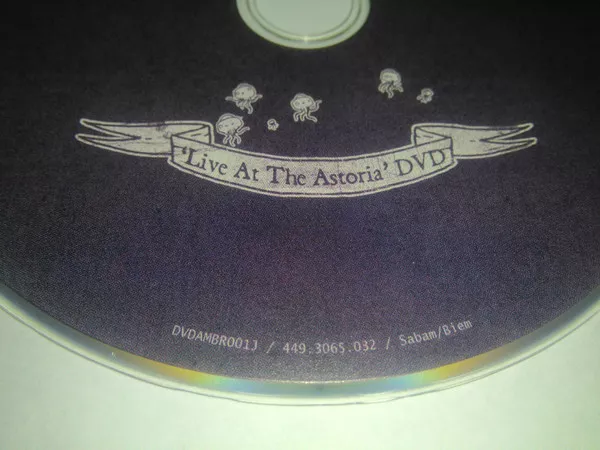 'Live At The Astoria' DVD
DVDAMBR001J / 449.3065.032 / Sabam/Biem